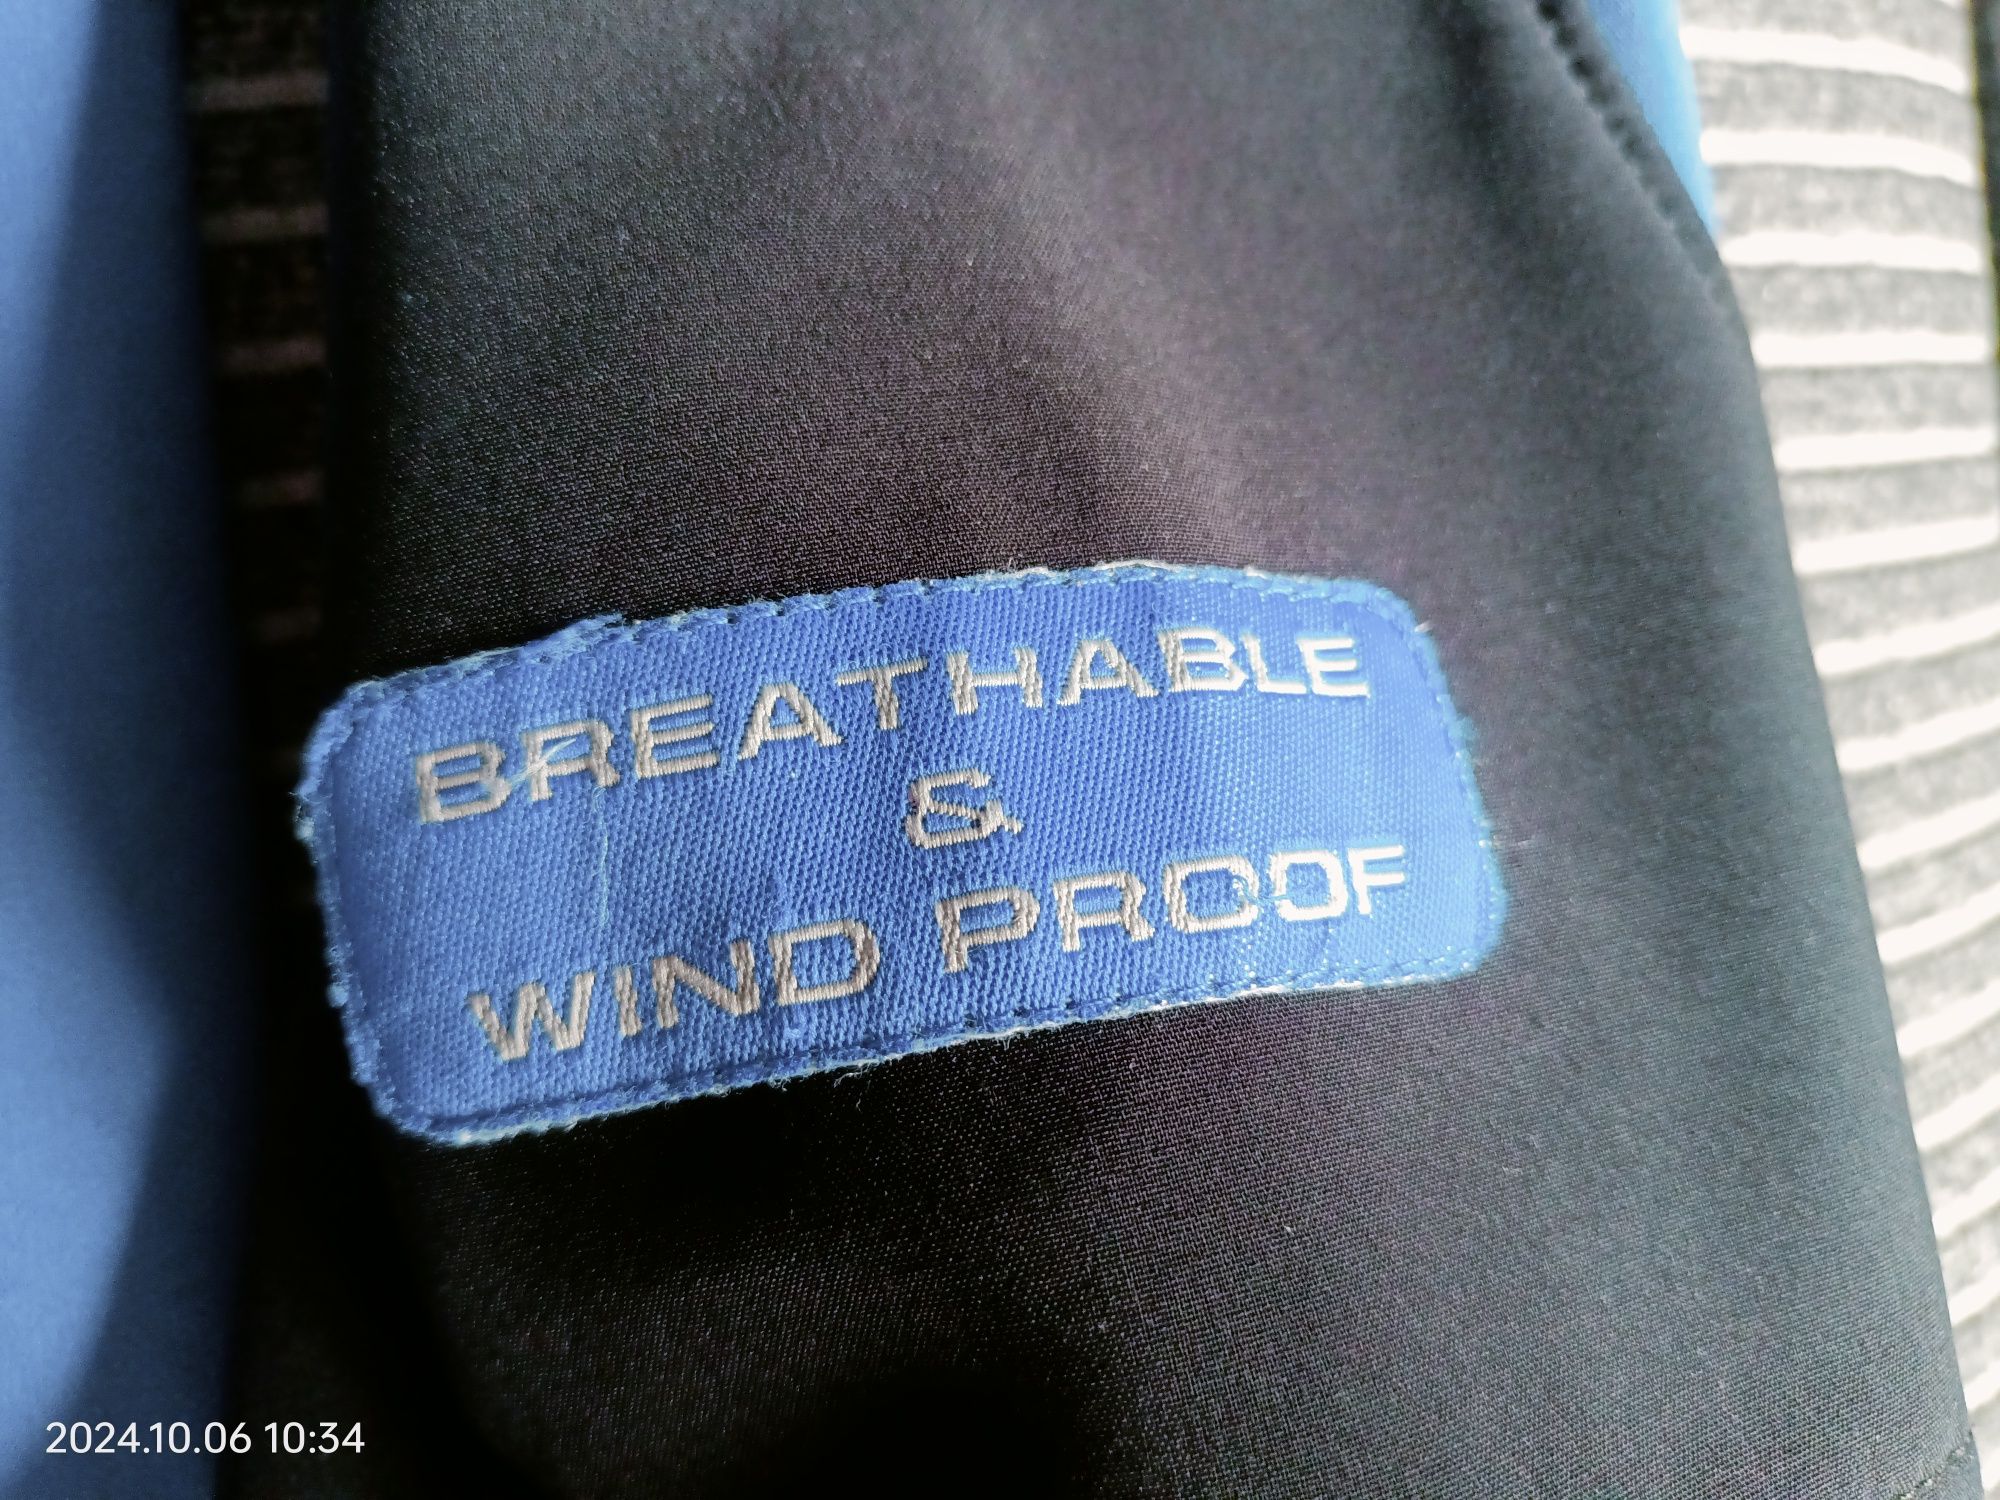 BREATHABLE
&
WIND PROOF
2024.10.06 10:34